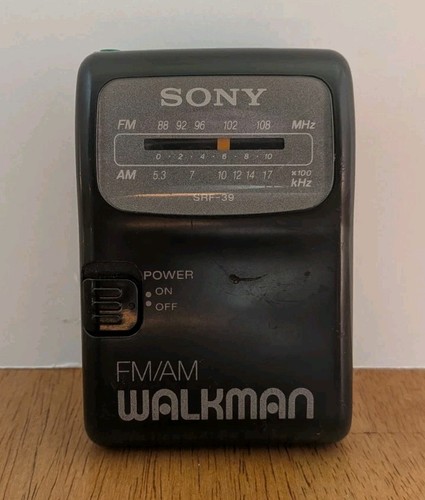 SONY
FM 88 92 96 102 108 MHz
0 · 2 · 4 · 6 · 8 · 10
AM 5.3 7 10 12 14 17 ×100 kHz
SRF-39
POWER
ON
OFF
FM/AM
WALKMAN